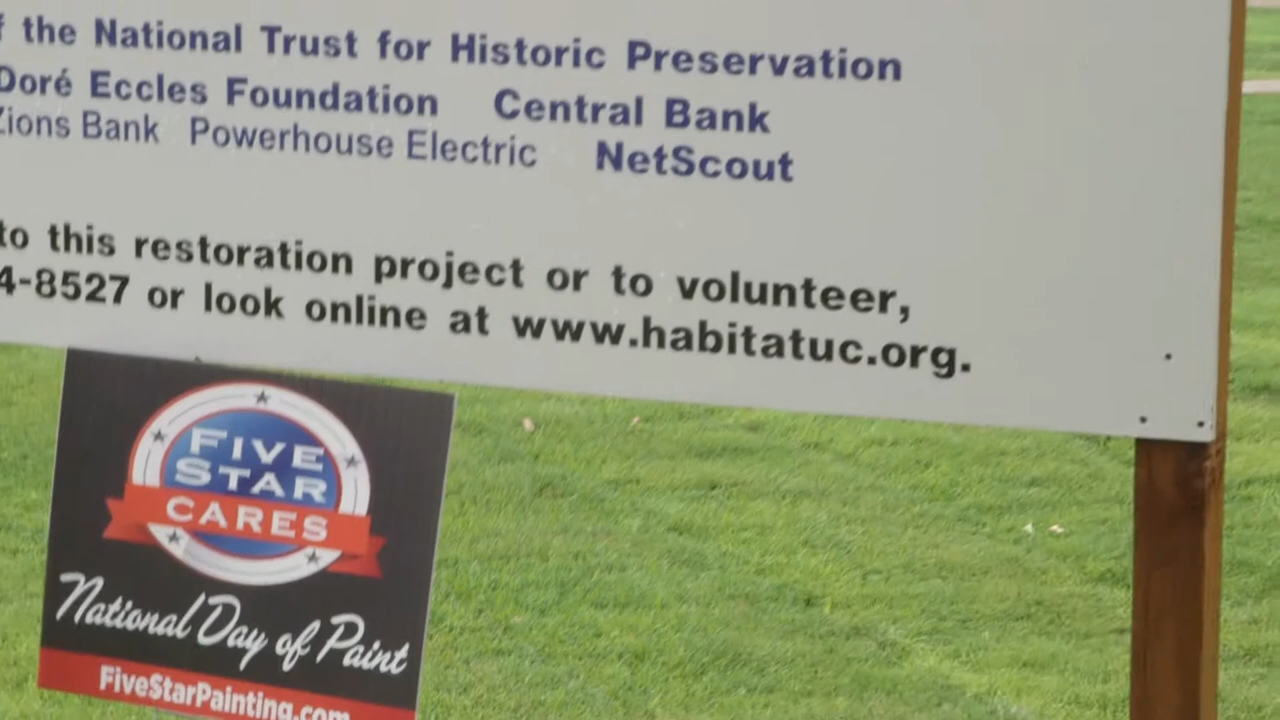 the National Trust for Historic Preservation
Doré Eccles Foundation Central Bank
Zions Bank Powerhouse Electric NetScout
to this restoration project or to volunteer,
4-8527 or look online at www.habitatuc.org.
FIVE
STAR
CARES
National Day of Paint
FiveStarPainting.com